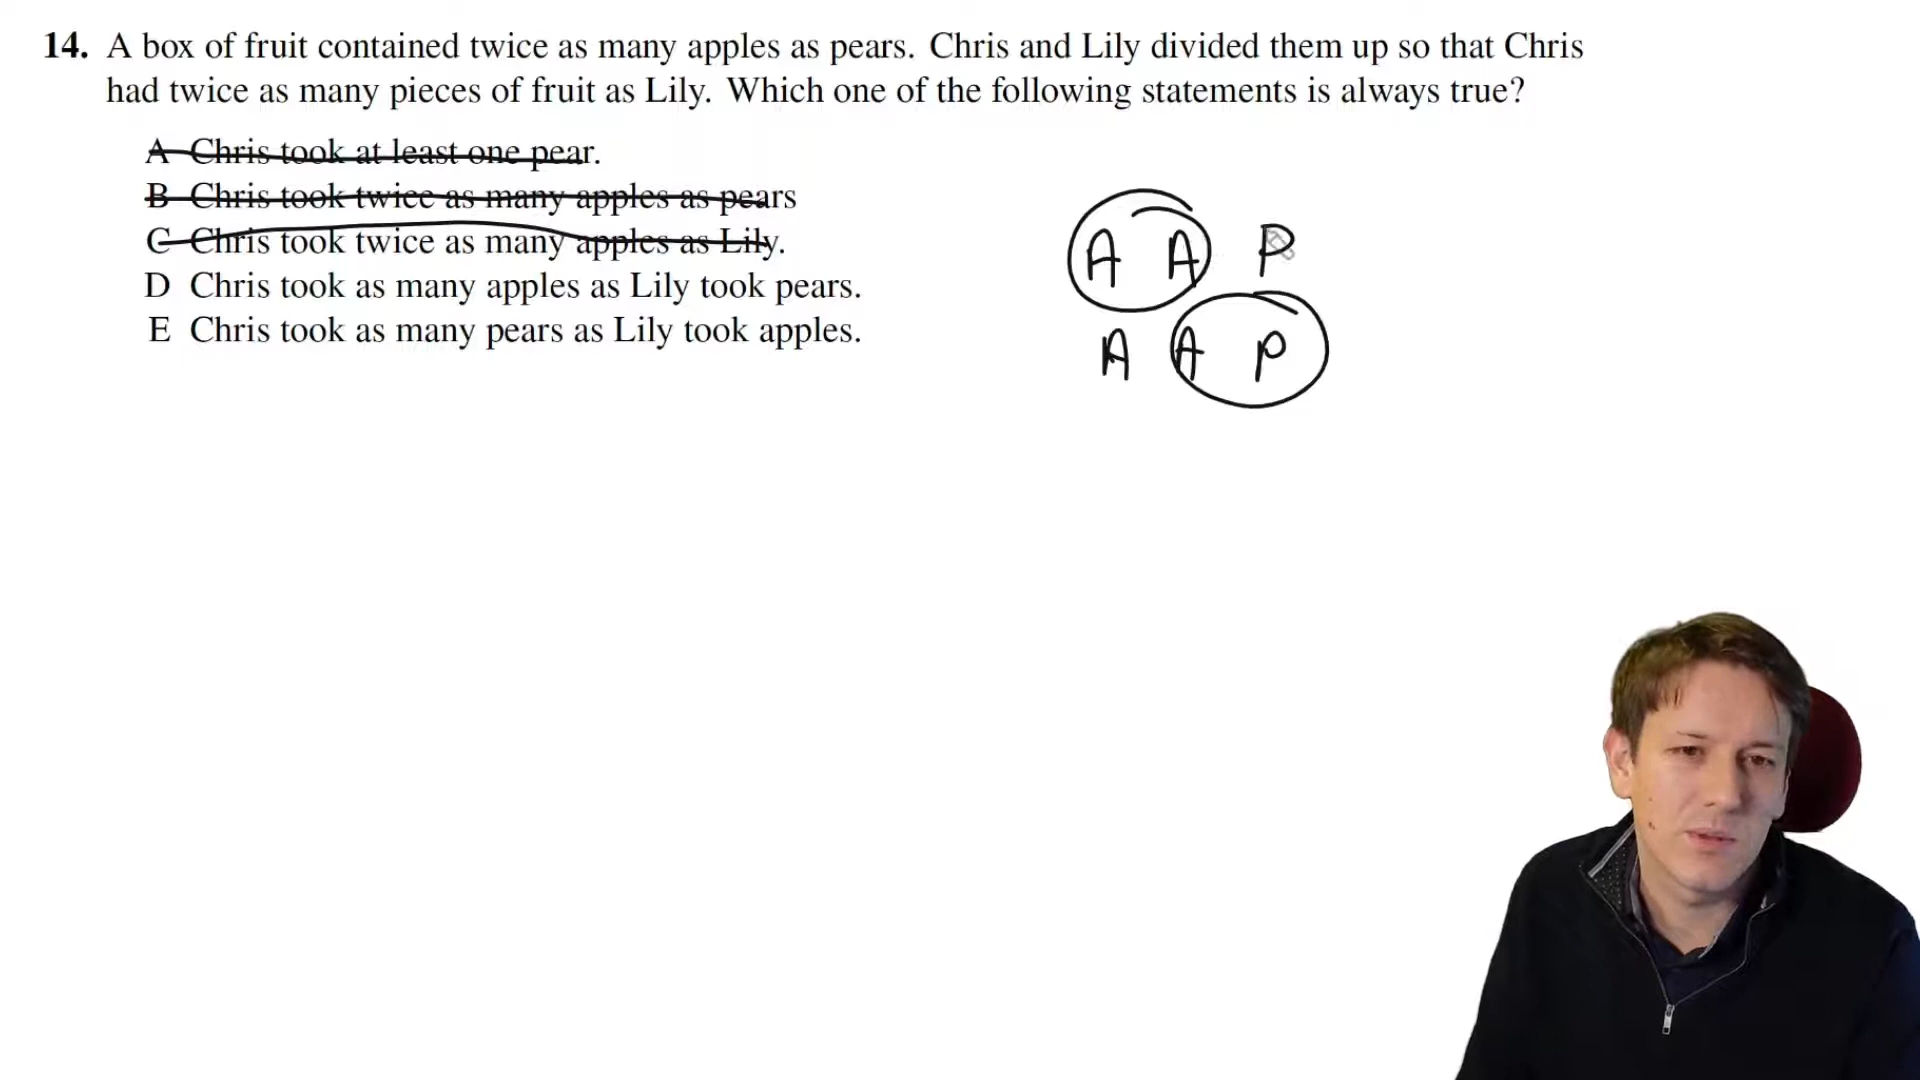 14. A box of fruit contained twice as many apples as pears. Chris and Lily divided them up so that Chris
had twice as many pieces of fruit as Lily. Which one of the following statements is always true?
A Chris took at least one pear.
B Chris took twice as many apples as pears
C Chris took twice as many apples as Lily.
D Chris took as many apples as Lily took pears.
E Chris took as many pears as Lily took apples.
A A P
A A P